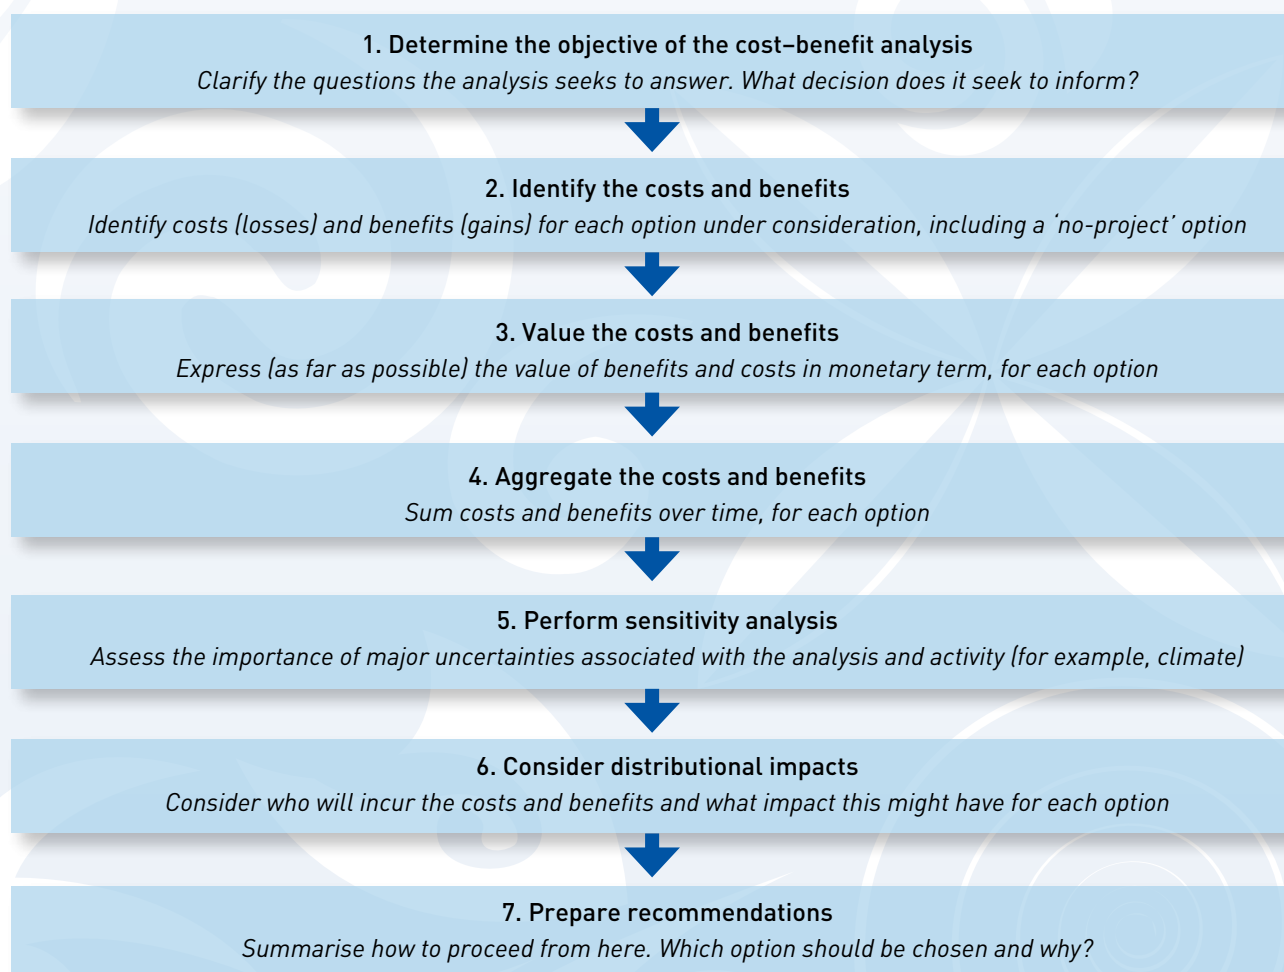 1. Determine the objective of the cost–benefit analysis
Clarify the questions the analysis seeks to answer. What decision does it seek to inform?
2. Identify the costs and benefits
Identify costs (losses) and benefits (gains) for each option under consideration, including a ‘no-project’ option
3. Value the costs and benefits
Express (as far as possible) the value of benefits and costs in monetary term, for each option
4. Aggregate the costs and benefits
Sum costs and benefits over time, for each option
5. Perform sensitivity analysis
Assess the importance of major uncertainties associated with the analysis and activity (for example, climate)
6. Consider distributional impacts
Consider who will incur the costs and benefits and what impact this might have for each option
7. Prepare recommendations
Summarise how to proceed from here. Which option should be chosen and why?